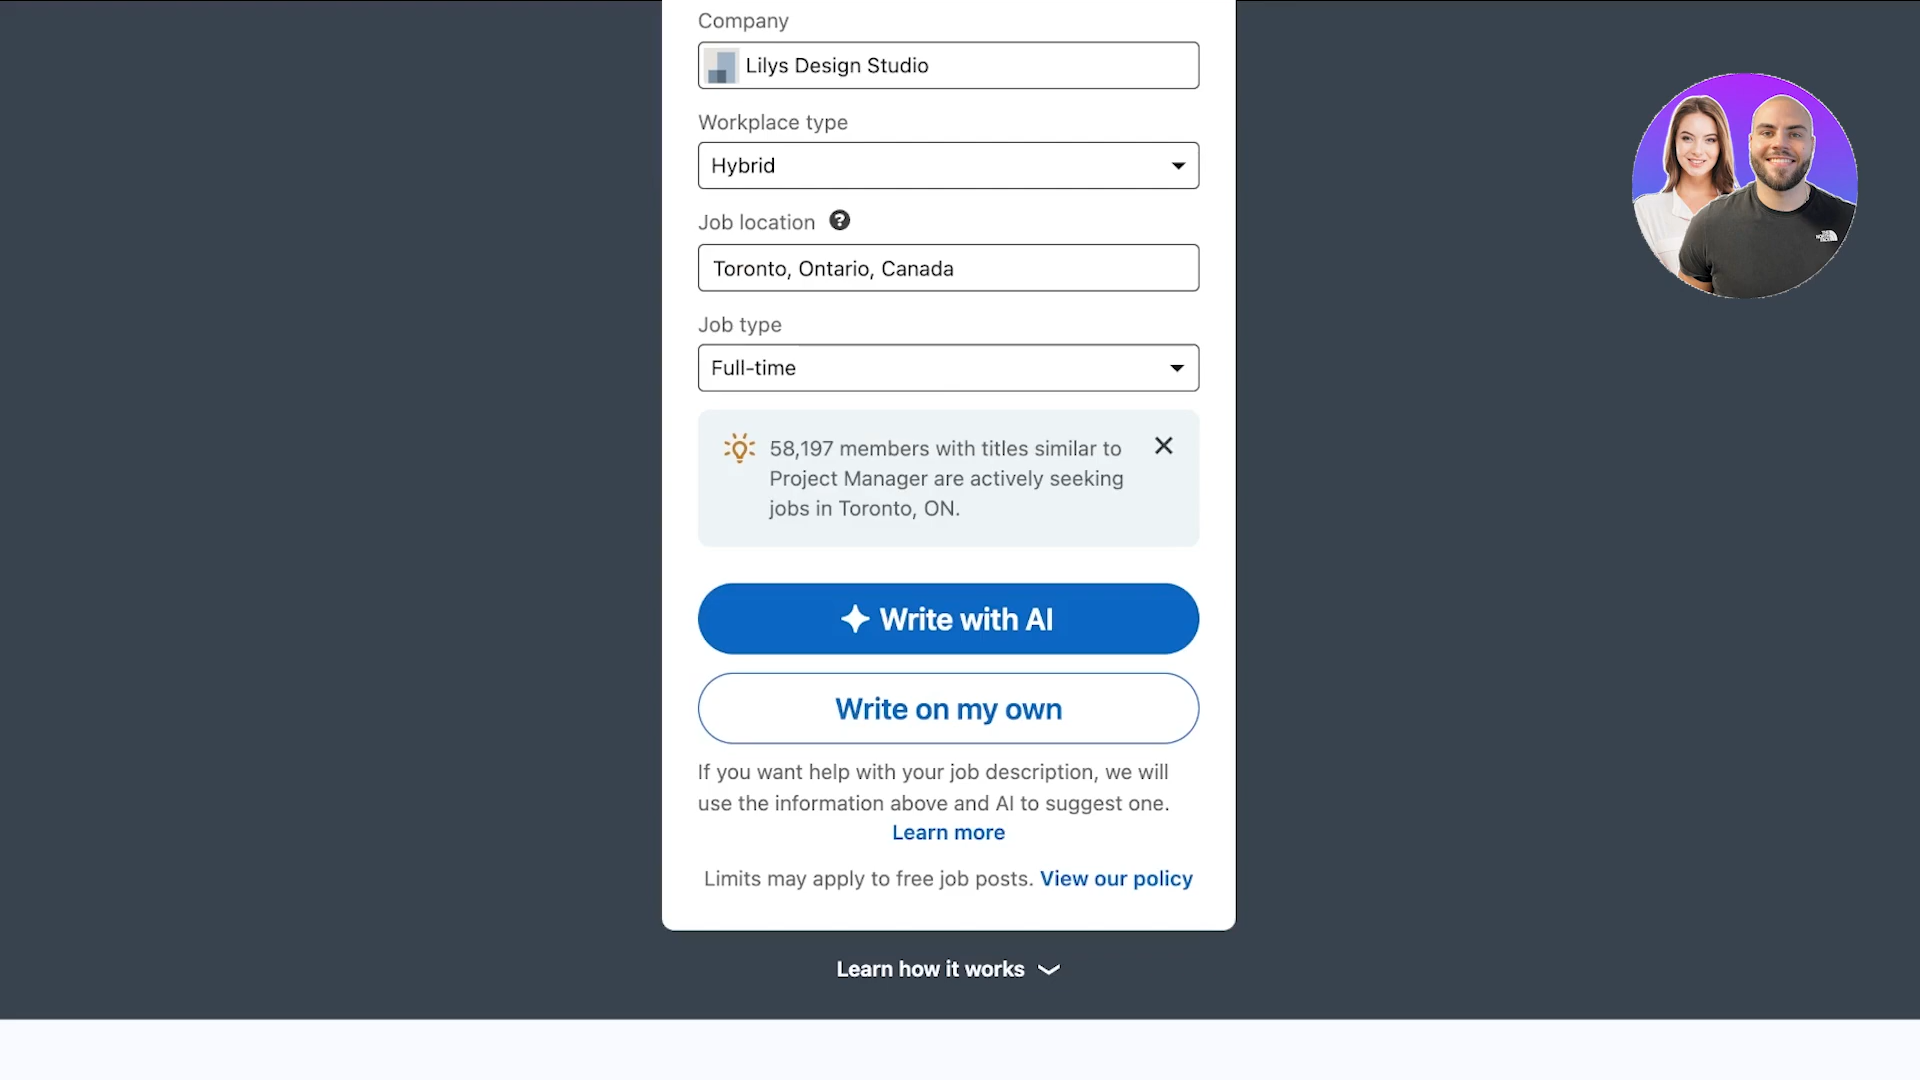 Company
Lilys Design Studio
Workplace type
Hybrid
Job location
Toronto, Ontario, Canada
Job type
Full-time
58,197 members with titles similar to
Project Manager are actively seeking
jobs in Toronto, ON.
Write with AI
Write on my own
If you want help with your job description, we will
use the information above and AI to suggest one.
Learn more
Limits may apply to free job posts. View our policy
Learn how it works